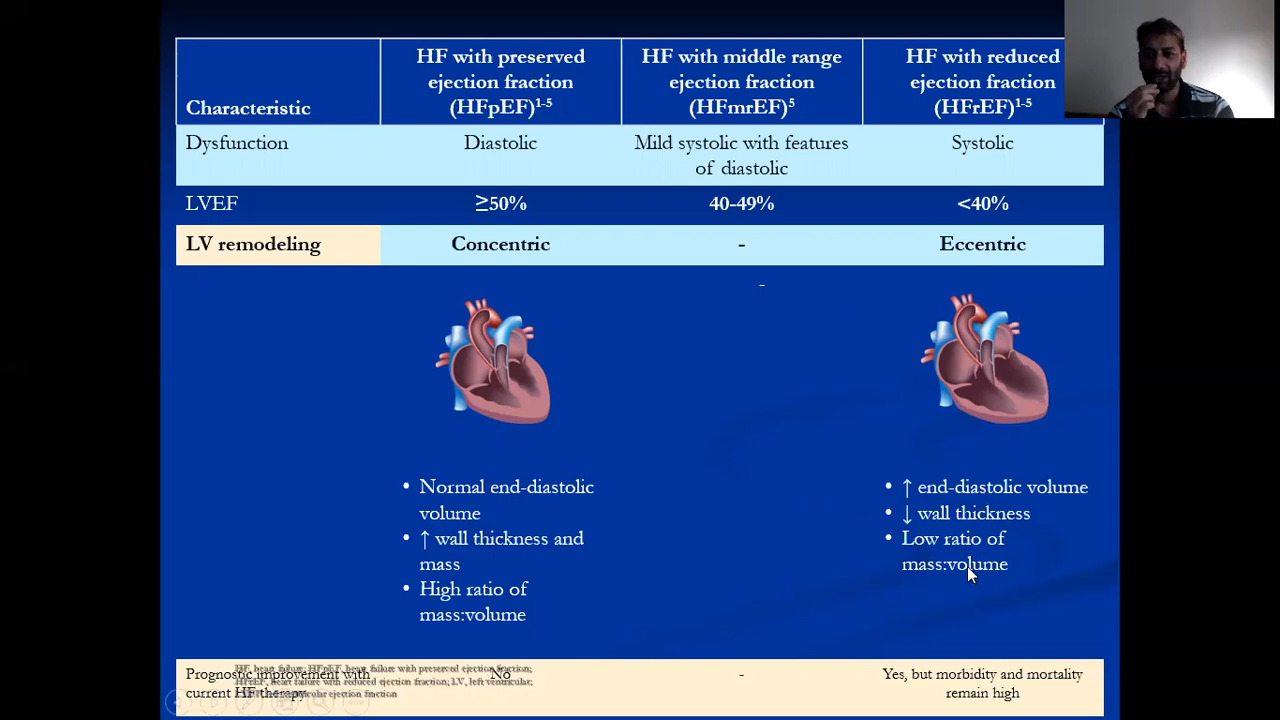 Characteristic
HF with preserved
ejection fraction
(HFpEF)1-5
HF with middle range
ejection fraction
(HFmrEF)5
HF with reduced
ejection fraction
(HFrEF)1-5
Dysfunction
Diastolic
Mild systolic with features
of diastolic
Systolic
LVEF
≥50%
40-49%
<40%
LV remodeling
Concentric
-
Eccentric
-
• Normal end-diastolic
volume
• ↑ wall thickness and
mass
• High ratio of
mass:volume
• ↑ end-diastolic volume
• ↓ wall thickness
• Low ratio of
mass:volume
Prognostic improvement with
current HF therapy
No
-
Yes, but morbidity and mortality
remain high
HF, heart failure; HFpEF, heart failure with preserved ejection fraction;
HFrEF, heart failure with reduced ejection fraction; LV, left ventricular;
ejection fraction